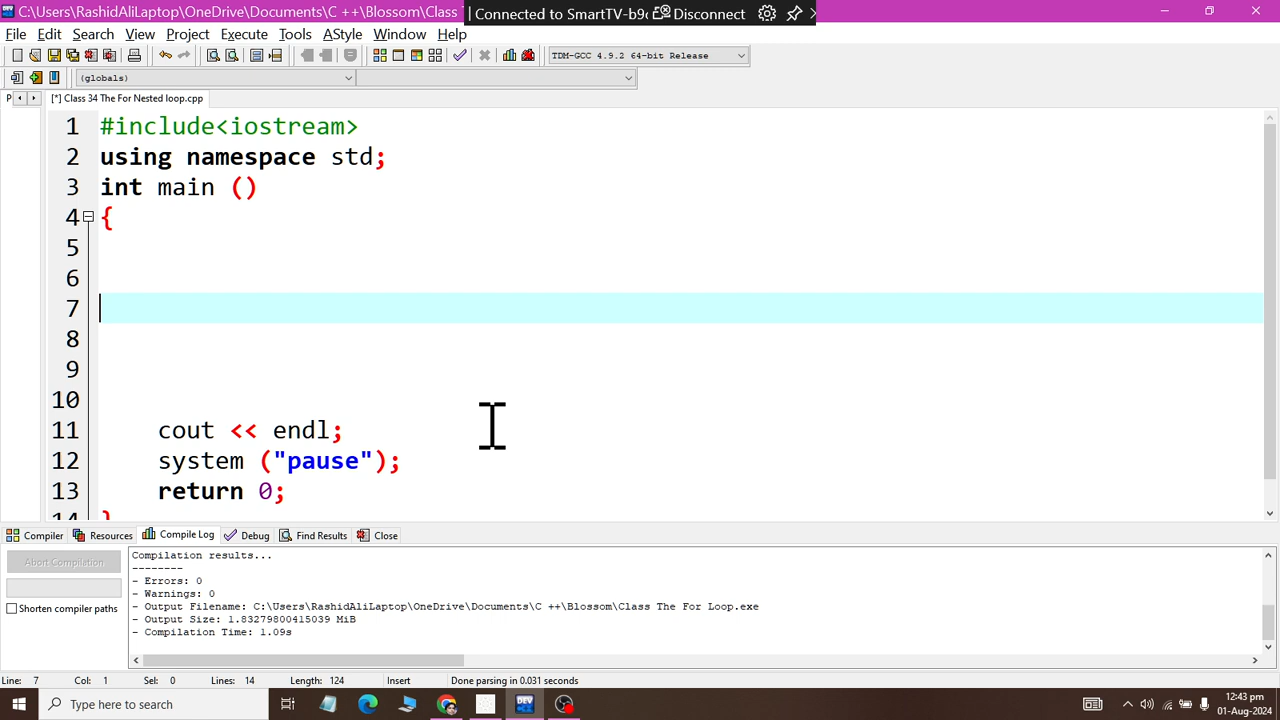 C:\Users\RashidAliLaptop\OneDrive\Documents\C ++\Blossom\Class Connected to SmartTV-b9 Disconnect
File Edit Search View Project Execute Tools AStyle Window Help
TDM-GCC 4.9.2 64-bit Release
(globals)
P [*] Class 34 The For Nested loop.cpp
1 #include<iostream>
2 using namespace std;
3 int main ()
4 {
5
6
7
8
9
10
11 cout << endl;
12 system ("pause");
13 return 0;
14 }
Compiler Resources Compile Log Debug Find Results Close
Abort Compilation
Shorten compiler paths
Compilation results...
--------
- Errors: 0
- Warnings: 0
- Output Filename: C:\Users\RashidAliLaptop\OneDrive\Documents\C ++\Blossom\Class The For Loop.exe
- Output Size: 1.83279800415039 MiB
- Compilation Time: 1.09s
Line: 7 Col: 1 Sel: 0 Lines: 14 Length: 124 Insert Done parsing in 0.031 seconds
Type here to search
DEV
12:43 pm
01-Aug-2024